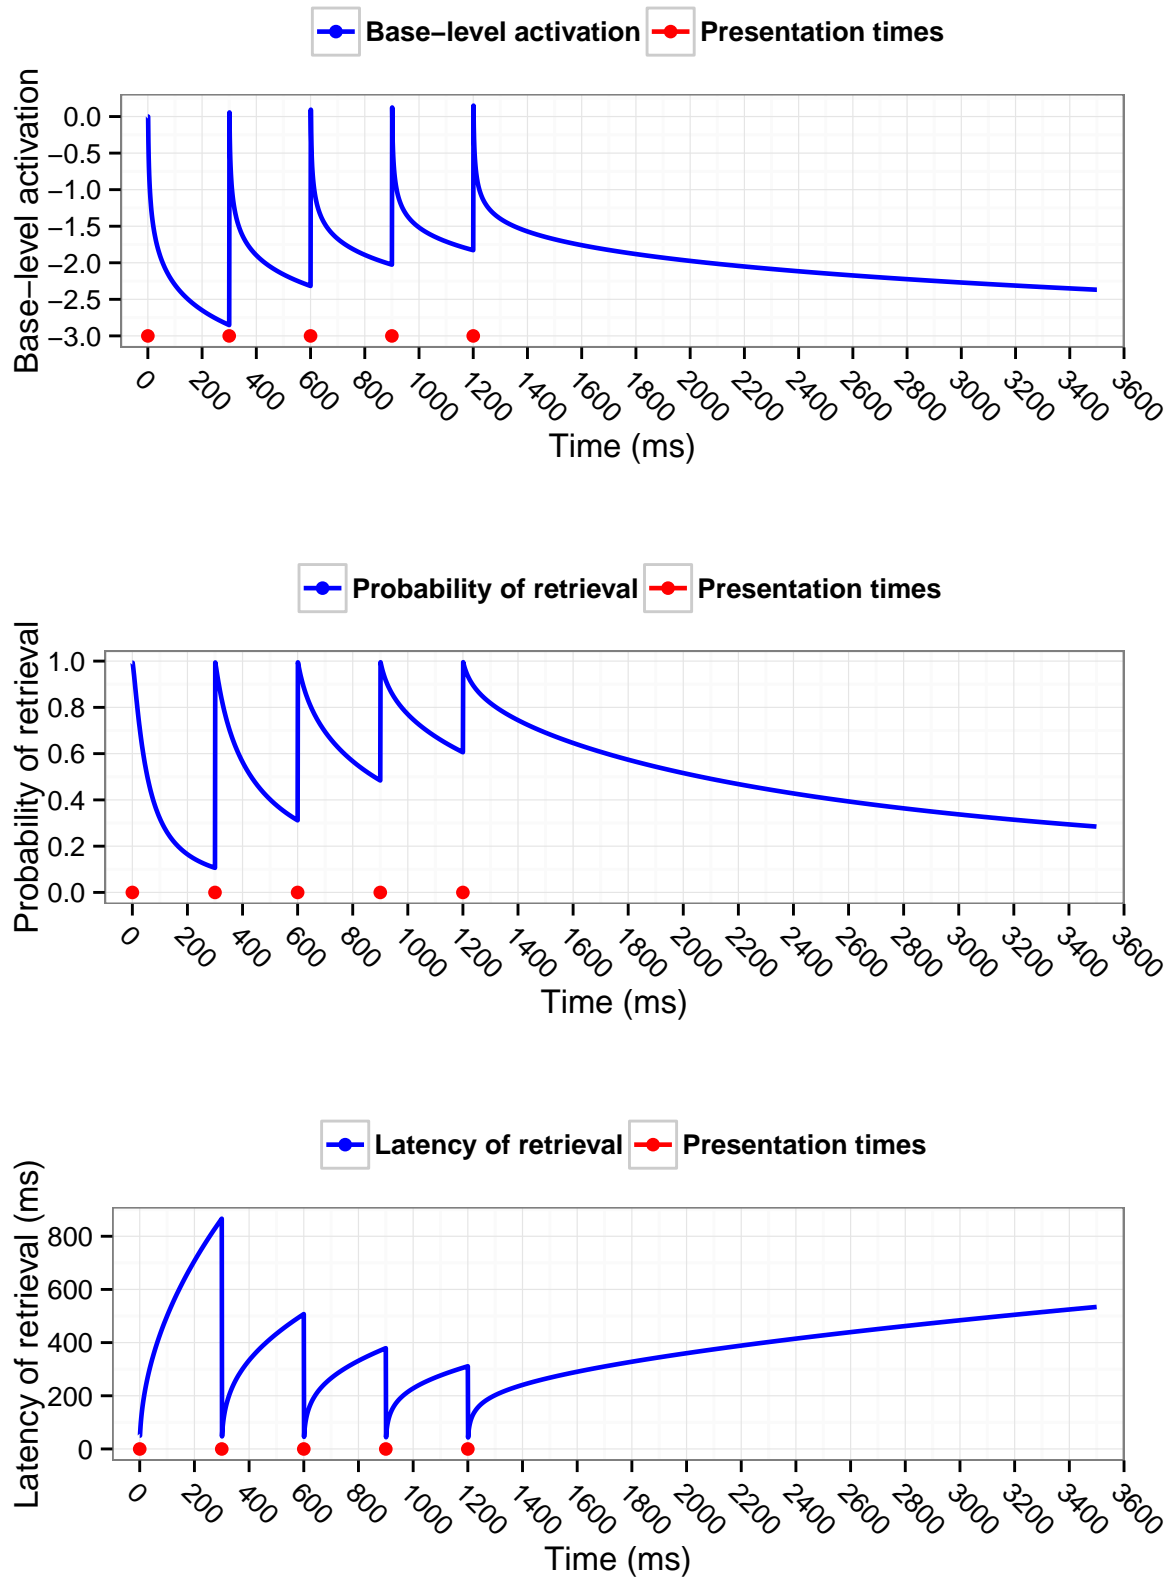 Base−level activation Presentation times
Base−level activation
0.0
−0.5
−1.0
−1.5
−2.0
−2.5
−3.0
0 200 400 600 800 1000 1200 1400 1600 1800 2000 2200 2400 2600 2800 3000 3200 3400 3600
Time (ms)
Probability of retrieval Presentation times
Probability of retrieval
1.0
0.8
0.6
0.4
0.2
0.0
0 200 400 600 800 1000 1200 1400 1600 1800 2000 2200 2400 2600 2800 3000 3200 3400 3600
Time (ms)
Latency of retrieval Presentation times
Latency of retrieval (ms)
800
600
400
200
0
0 200 400 600 800 1000 1200 1400 1600 1800 2000 2200 2400 2600 2800 3000 3200 3400 3600
Time (ms)